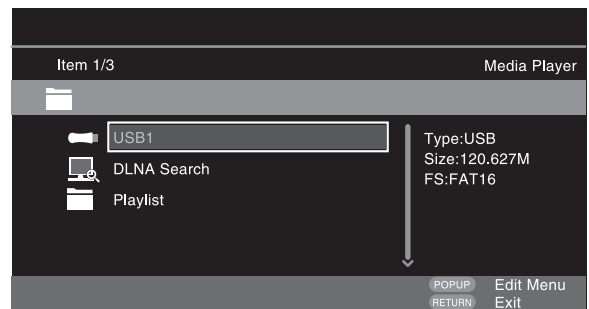 Item 1/3 Media Player
USB1
DLNA Search
Playlist
Type:USB
Size:120.627M
FS:FAT16
POPUP Edit Menu
RETURN Exit